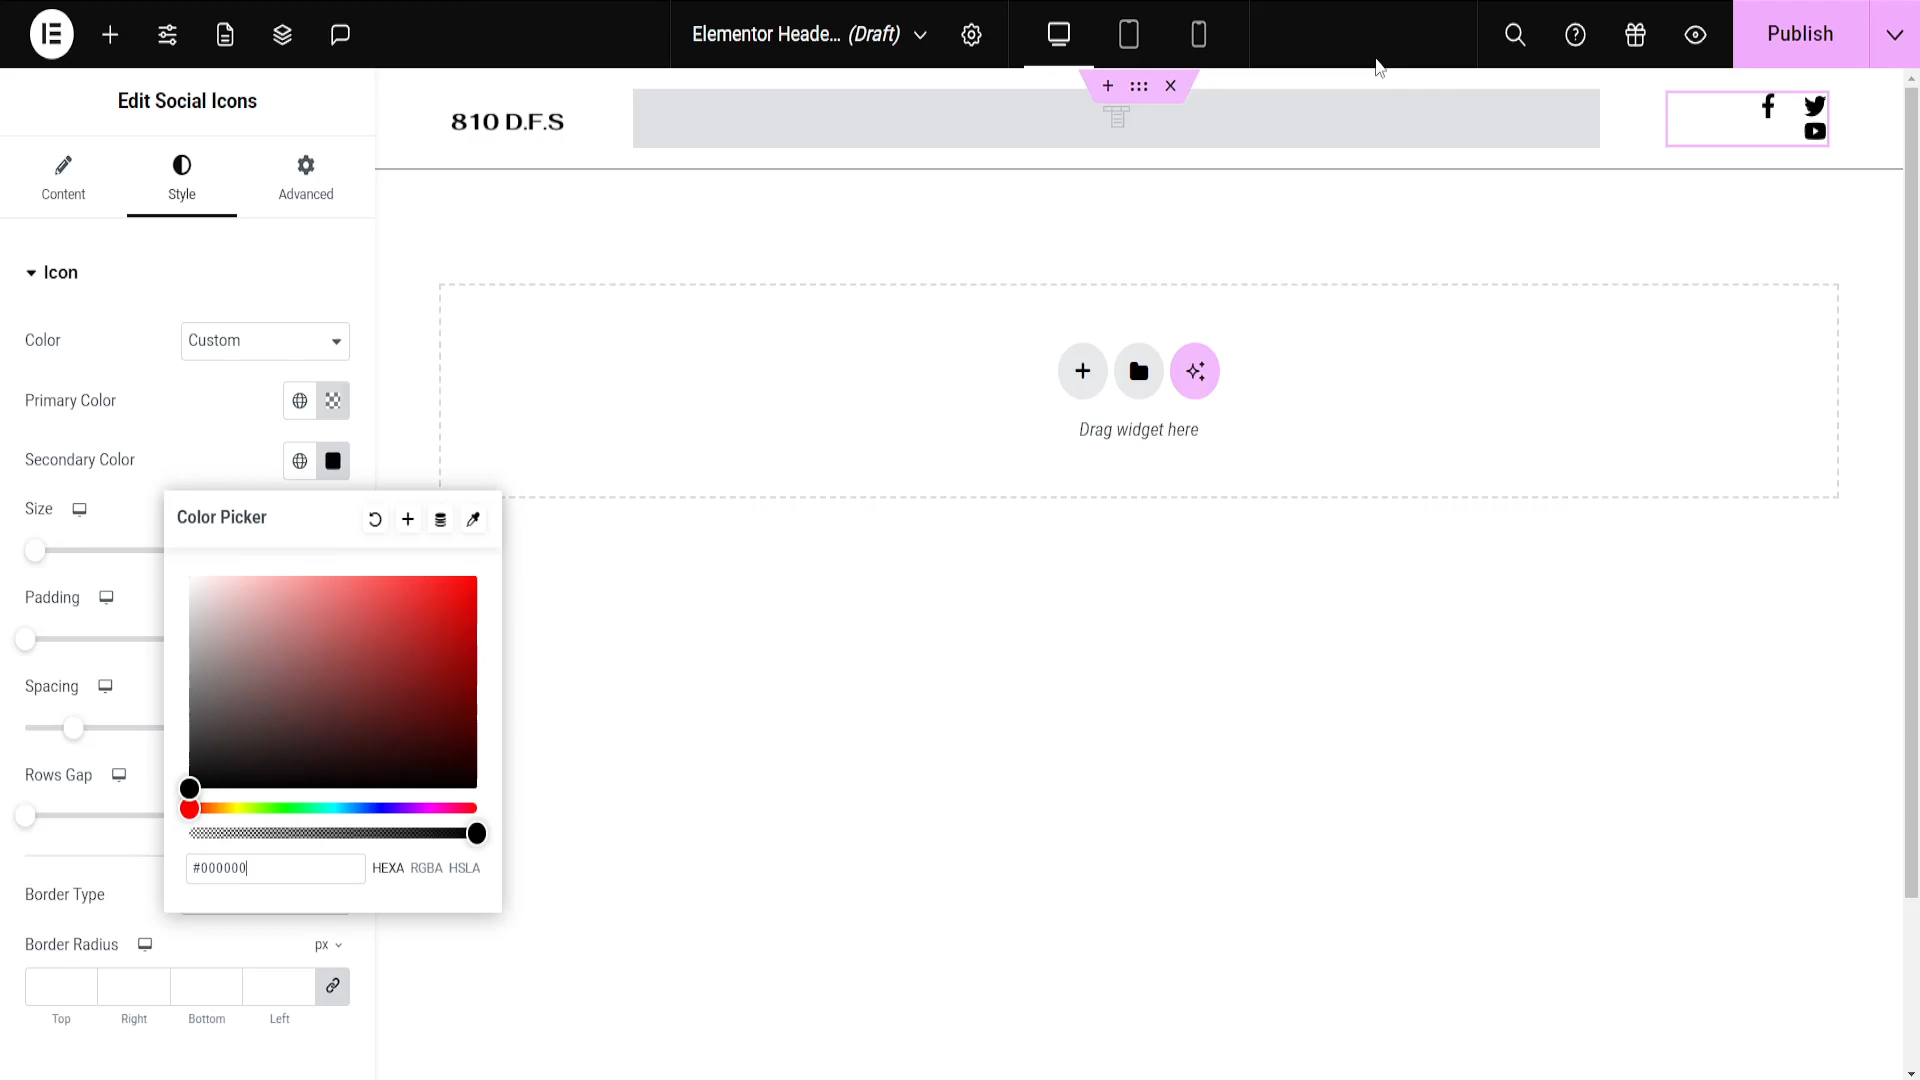 Elementor Heade... (Draft)
Publish
Edit Social Icons
Content
Style
Advanced
810 D.F.S
Icon
Color
Custom
Primary Color
Secondary Color
Size
Padding
Spacing
Rows Gap
Border Type
Border Radius
px
Top
Right
Bottom
Left
Color Picker
#000000
HEXA RGBA HSLA
Drag widget here